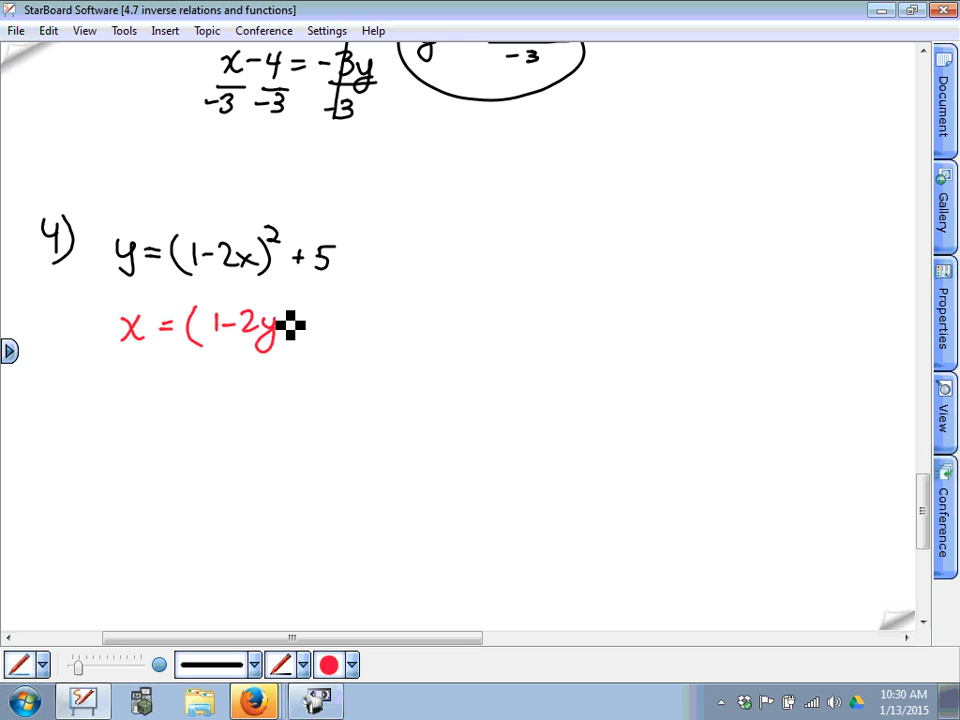 StarBoard Software [4.7 inverse relations and functions]
File Edit View Tools Insert Topic Conference Settings Help
x-4 = -3y
-3 -3 -3
y
-3
4) y = (1-2x)² + 5
x = (1-2y
Document
Gallery
Properties
View
Conference
10:30 AM
1/13/2015